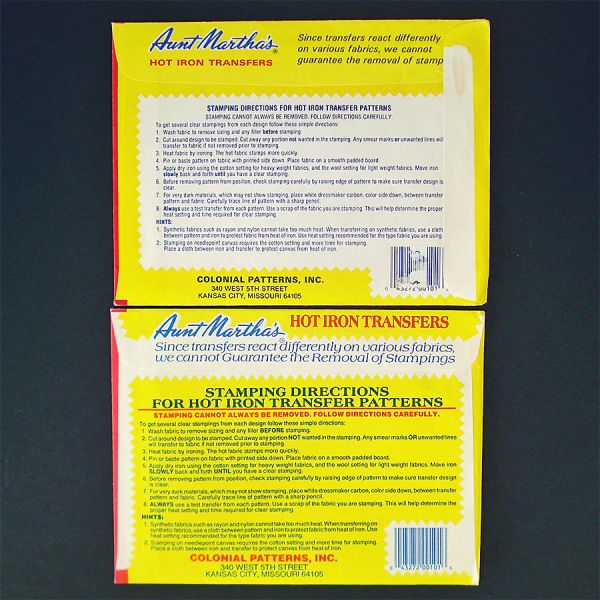 Aunt Martha's®
HOT IRON TRANSFERS
Since transfers react differently
on various fabrics, we cannot
guarantee the removal of stamp
STAMPING DIRECTIONS FOR HOT IRON TRANSFER PATTERNS
STAMPING CANNOT ALWAYS BE REMOVED. FOLLOW DIRECTIONS CAREFULLY.
To get several clear stampings from each design follow these simple directions:
1. Wash fabric to remove sizing and any filler before stamping.
2. Cut around design to be stamped. Cut away any portion not wanted in the stamping. Any smear marks or unwanted lines will
transfer to fabric if not removed prior to stamping.
3. Heat fabric by ironing. The hot fabric stamps more quickly.
4. Pin or baste pattern on fabric with printed side down. Place fabric on a smooth padded board.
5. Apply dry iron using the cotton setting for heavy weight fabrics, and the wool setting for light weight fabrics. Move iron
slowly back and forth until you have a clear stamping.
6. Before removing pattern from position, check stamping carefully by raising edge of pattern to make sure transfer design is
clear.
7. For very dark materials, which may not show stamping, place white dressmaker carbon, color side down, between transfer
pattern and fabric. Carefully trace line of pattern with a sharp pencil.
8. Always use a test transfer from each pattern. Use a scrap of the fabric you are stamping. This will help determine the proper
heat setting and time required for clear stamping.
HINTS:
1. Synthetic fabrics such as rayon and nylon cannot take too much heat. When transferring on synthetic fabrics, use a cloth
between pattern and iron to protect fabric from heat of iron. Use heat setting recommended for the type fabric you are using.
2. Stamping on needlepoint canvas requires the cotton setting and more time for stamping.
Place a cloth between iron and transfer to protect canvas from heat of iron.
COLONIAL PATTERNS, INC.
340 WEST 5TH STREET
KANSAS CITY, MISSOURI 64105
0 43272 00101 6
Aunt Martha's® HOT IRON TRANSFERS
Since transfers react differently on various fabrics,
we cannot Guarantee the Removal of Stampings
STAMPING DIRECTIONS
FOR HOT IRON TRANSFER PATTERNS
STAMPING CANNOT ALWAYS BE REMOVED. FOLLOW DIRECTIONS CAREFULLY.
To get several clear stampings from each design follow these simple directions:
1. Wash fabric to remove sizing and any filler BEFORE stamping.
2. Cut around design to be stamped. Cut away any portion NOT wanted in the stamping. Any smear marks OR unwanted lines
will transfer to fabric if not removed prior to stamping.
3. Heat fabric by ironing. The hot fabric stamps more quickly.
4. Pin or baste pattern on fabric with printed side down. Place fabric on a smooth padded board.
5. Apply dry iron using the cotton setting for heavy weight fabrics, and the wool setting for light weight fabrics. Move iron
SLOWLY back and forth UNTIL you have a clear stamping.
6. Before removing pattern from position, check stamping carefully by raising edge of pattern to make sure transfer design
is clear.
7. For very dark materials, which may not show stamping, place white dressmaker carbon, color side down, between transfer
pattern and fabric. Carefully trace line of pattern with a sharp pencil.
8. ALWAYS use a test transfer from each pattern. Use a scrap of the fabric you are stamping. This will help determine the
proper heat setting and time required for clear stamping.
HINTS:
1. Synthetic fabrics such as rayon and nylon cannot take too much heat. When transferring on
synthetic fabrics, use a cloth between pattern and iron to protect fabric from heat of iron. Use
heat setting recommended for the type fabric you are using.
2. Stamping on needlepoint canvas requires the cotton setting and more time for stamping.
Place a cloth between iron and transfer to protect canvas from heat of iron.
COLONIAL PATTERNS, INC.
340 WEST 5TH STREET
KANSAS CITY, MISSOURI 64105
0 43272 00101 6